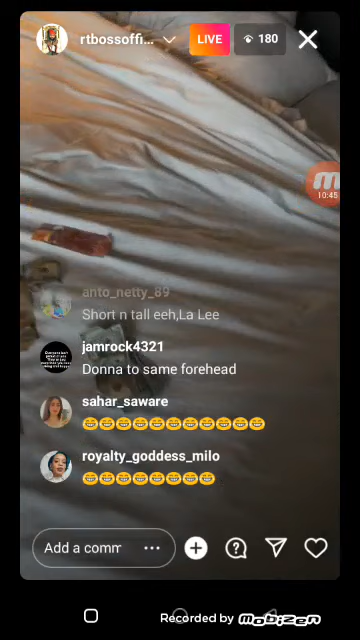 rtbossoffi...
LIVE
180
10:45
anto_netty_89
Short n tall eeh,La Lee
jamrock4321
Donna to same forehead
sahar_saware
😂😂😂😂😂😂😂😂😂😂😂
royalty_goddess_milo
😂😂😂😂😂😂😂😂
Add a comm
Recorded by mobizen